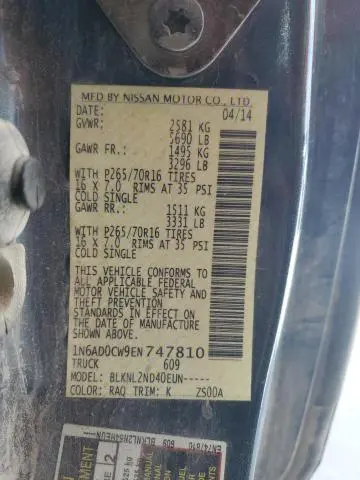 MFD BY NISSAN MOTOR CO., LTD.
DATE: 04/14
GVWR: 2581 KG
5690 LB
GAWR FR: 1495 KG
3296 LB
WITH P265/70R16 TIRES
16 X 7.0 RIMS AT 35 PSI
COLD SINGLE
GAWR RR: 1511 KG
3331 LB
WITH P265/70R16 TIRES
16 X 7.0 RIMS AT 35 PSI
COLD SINGLE
THIS VEHICLE CONFORMS TO
ALL APPLICABLE FEDERAL
MOTOR VEHICLE SAFETY AND
THEFT PREVENTION
STANDARDS IN EFFECT ON
THE DATE OF MANUFACTURE
SHOWN ABOVE.
1N6AD0CW9EN747810
TRUCK 609
MODEL: BLKNL2ND40EUN-----
COLOR: RAQ TRIM: K ZS00A
EN747810 609
2